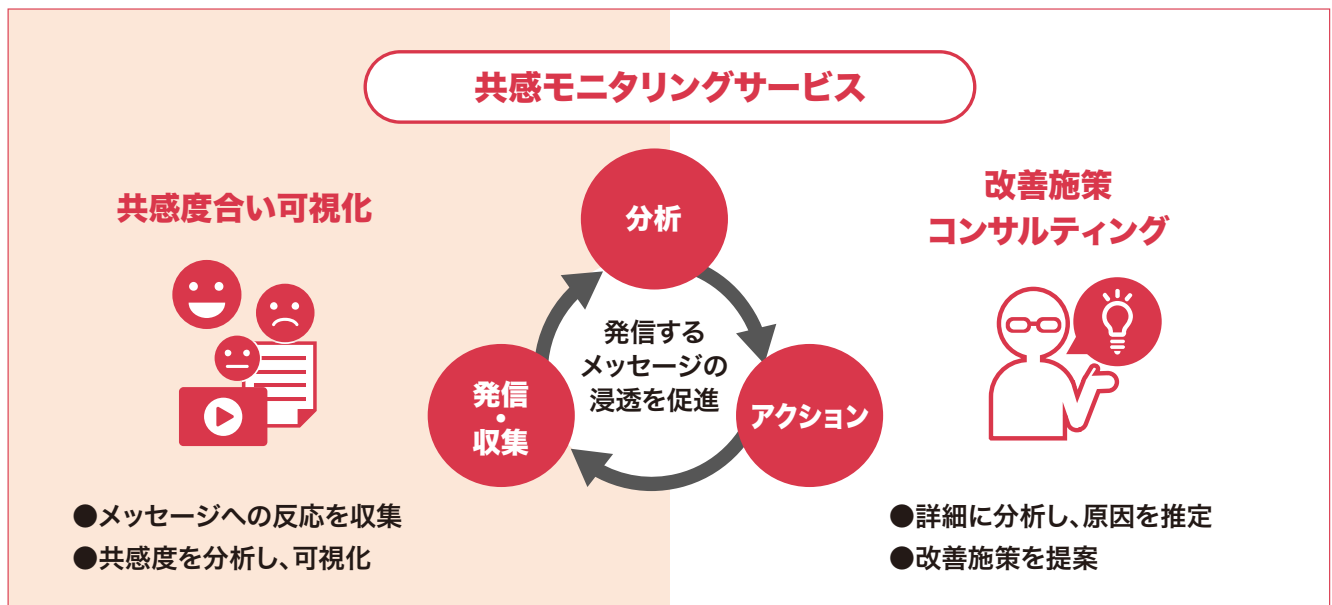 共感モニタリングサービス
共感度合い可視化
●メッセージへの反応を収集
●共感度を分析し、可視化
分析
発信
・
収集
アクション
発信する
メッセージの
浸透を促進
改善施策
コンサルティング
●詳細に分析し、原因を推定
●改善施策を提案